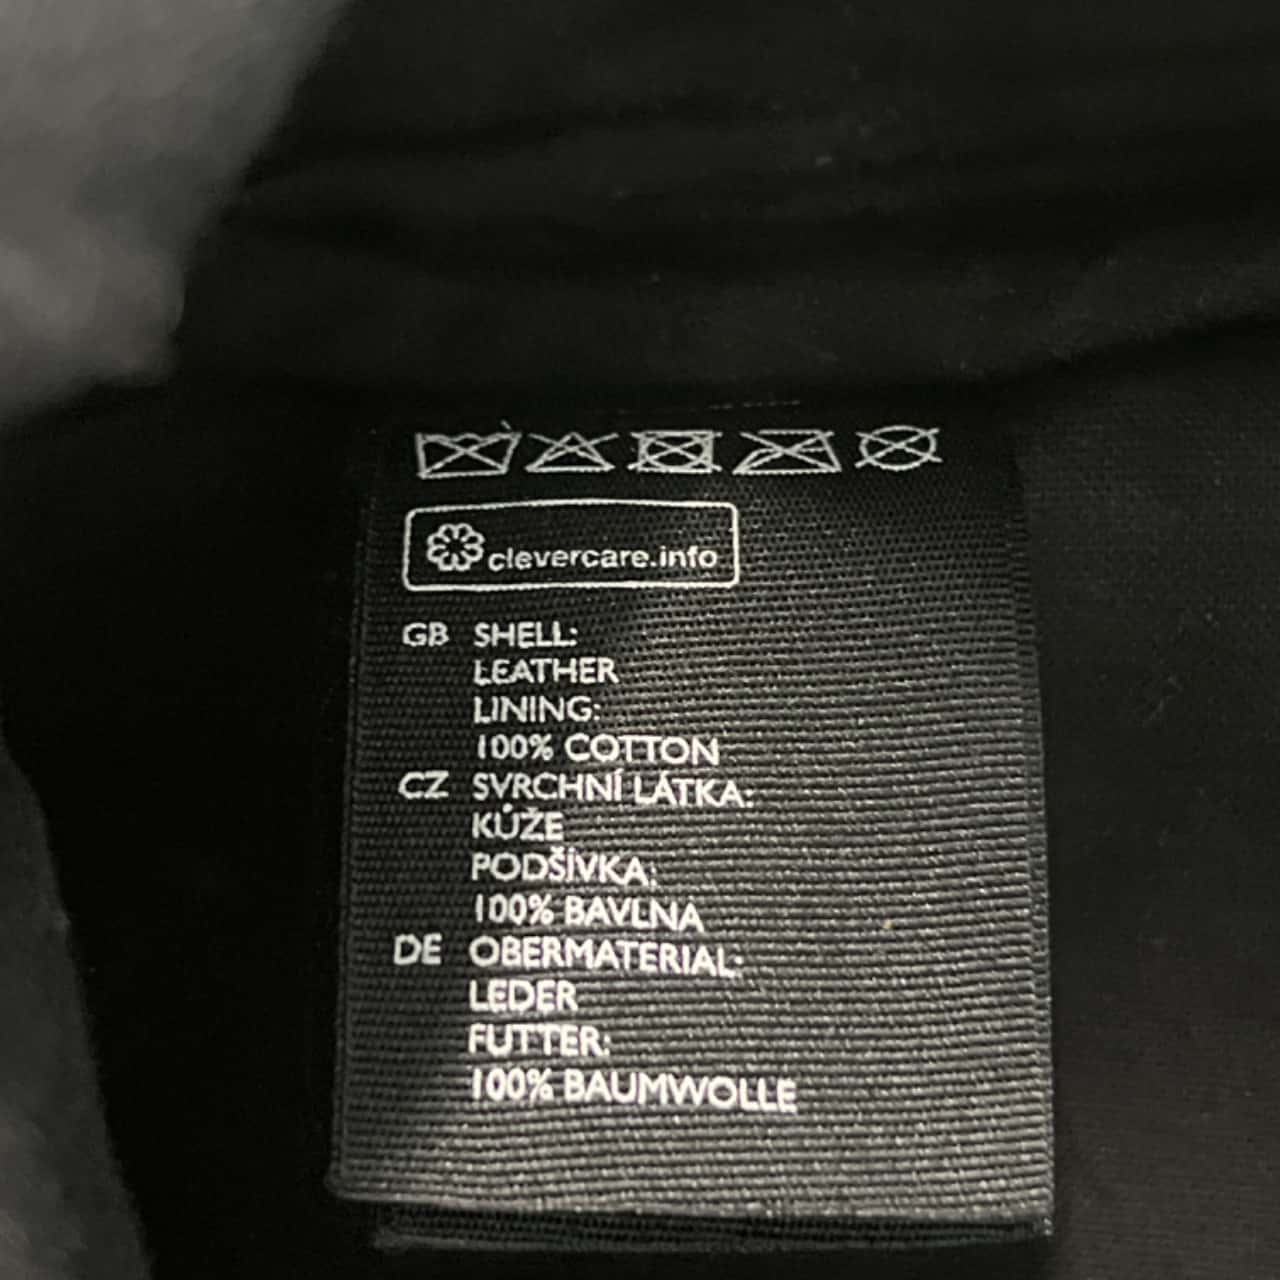 clevercare.info
GB SHELL:
LEATHER
LINING:
100% COTTON
CZ SVRCHNÍ LÁTKA:
KŮŽE
PODŠÍVKA:
100% BAVLNA
DE OBERMATERIAL:
LEDER
FUTTER:
100% BAUMWOLLE